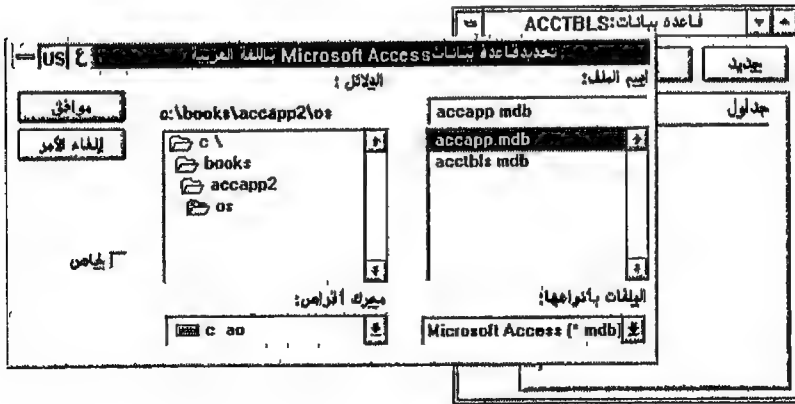 قاعدة بيانات:ACCTBLS
جديد
جداول
US ع
تحديد قاعدة بيانات Microsoft Access باللغة العربية
اسم الملف:
accapp mdb
accapp.mdb
acctbls mdb
الملفات بأنواعها:
Microsoft Access (* mdb)
الدلائل:
c:\books\accapp2\os
c \
books
accapp2
os
محرك أقراص:
c ao
موافق
إلغاء الأمر
خاص